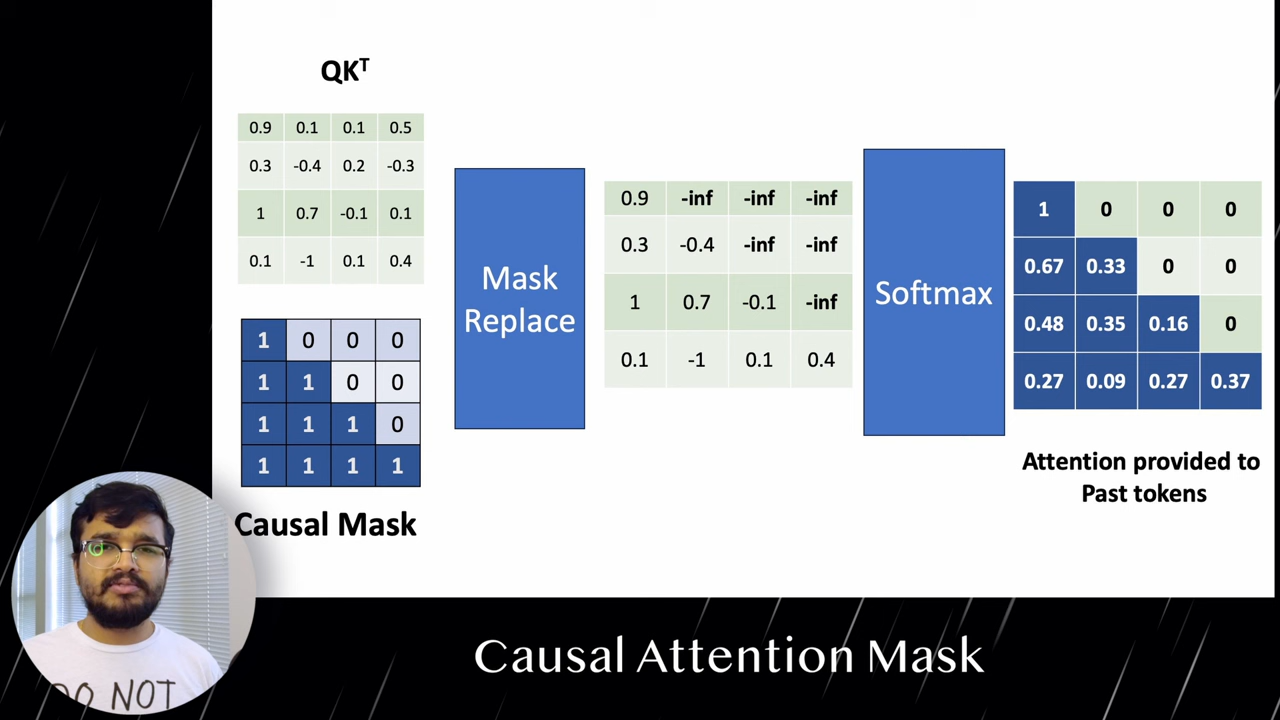 QKᵀ
0.9 0.1 0.1 0.5
0.3 -0.4 0.2 -0.3
1 0.7 -0.1 0.1
0.1 -1 0.1 0.4
1 0 0 0
1 1 0 0
1 1 1 0
1 1 1 1
Causal Mask
Mask
Replace
0.9 -inf -inf -inf
0.3 -0.4 -inf -inf
1 0.7 -0.1 -inf
0.1 -1 0.1 0.4
Softmax
1 0 0 0
0.67 0.33 0 0
0.48 0.35 0.16 0
0.27 0.09 0.27 0.37
Attention provided to
Past tokens
DO NOT
Causal Attention Mask